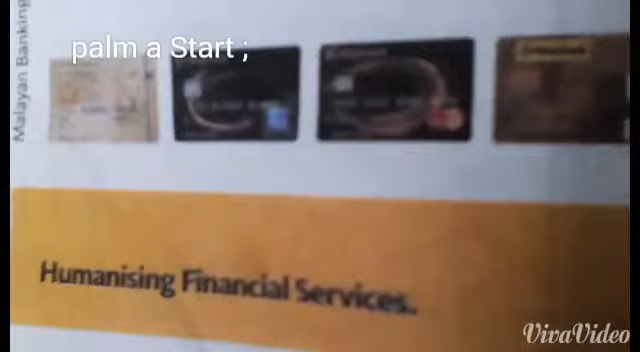 Malayan Banking
palm a Start ;
Humanising Financial Services.
VivaVideo